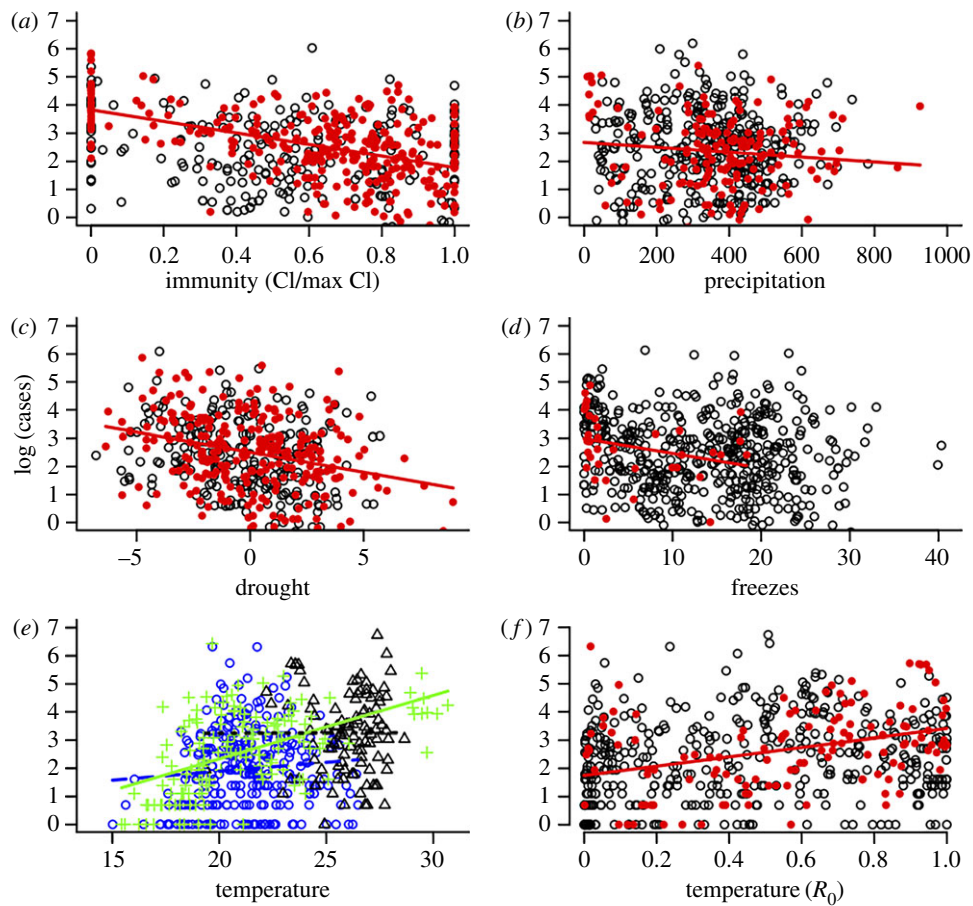 (a) 7 6 5 4 3 2 1 0
0 0.2 0.4 0.6 0.8 1.0
immunity (Cl/max Cl)
(b) 7 6 5 4 3 2 1 0
0 200 400 600 800 1000
precipitation
log (cases)
(c) 7 6 5 4 3 2 1 0
–5 0 5
drought
(d) 7 6 5 4 3 2 1 0
0 10 20 30 40
freezes
(e) 7 6 5 4 3 2 1 0
15 20 25 30
temperature
(f) 7 6 5 4 3 2 1 0
0 0.2 0.4 0.6 0.8 1.0
temperature (R0)